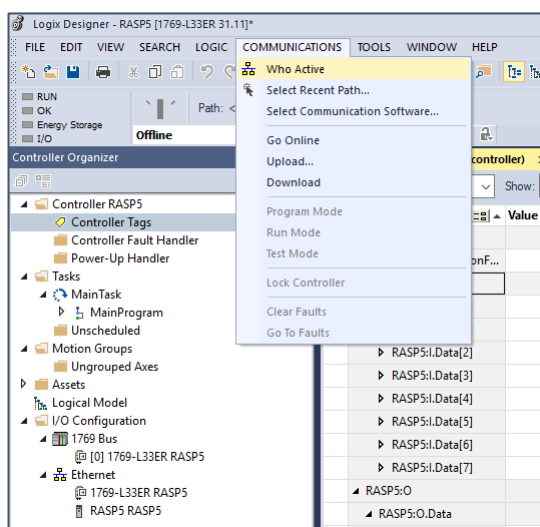 Logix Designer - RASP5 [1769-L33ER 31.11]*
FILE EDIT VIEW SEARCH LOGIC COMMUNICATIONS TOOLS WINDOW HELP
Who Active
Select Recent Path...
Select Communication Software...
Go Online
Upload...
Download
Program Mode
Run Mode
Test Mode
Lock Controller
Clear Faults
Go To Faults
RUN
OK
Energy Storage
I/O
Path: <
Offline
Controller Organizer
Controller RASP5
Controller Tags
Controller Fault Handler
Power-Up Handler
Tasks
MainTask
MainProgram
Unscheduled
Motion Groups
Ungrouped Axes
Assets
Logical Model
I/O Configuration
1769 Bus
[0] 1769-L33ER RASP5
Ethernet
1769-L33ER RASP5
RASP5 RASP5
controller)
Show:
Value
onF...
RASP5:I.Data[2]
RASP5:I.Data[3]
RASP5:I.Data[4]
RASP5:I.Data[5]
RASP5:I.Data[6]
RASP5:I.Data[7]
RASP5:O
RASP5:O.Data